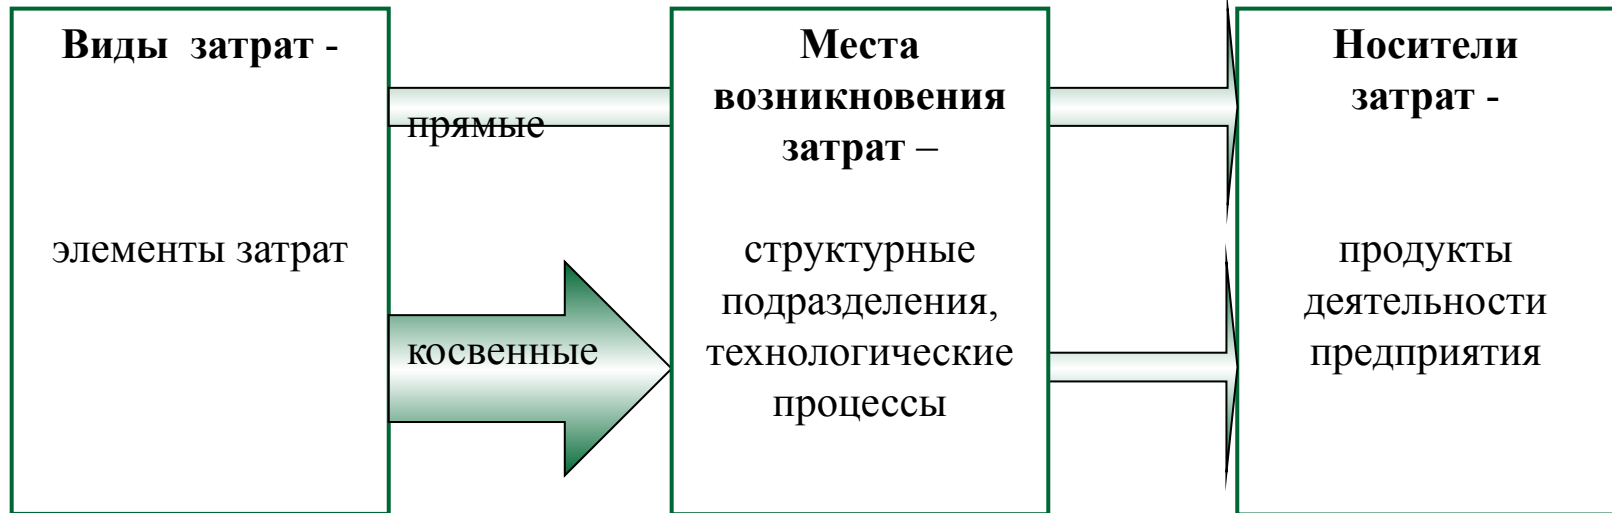 Виды затрат -
элементы затрат
прямые
косвенные
Места
возникновения
затрат –
структурные
подразделения,
технологические
процессы
Носители
затрат -
продукты
деятельности
предприятия